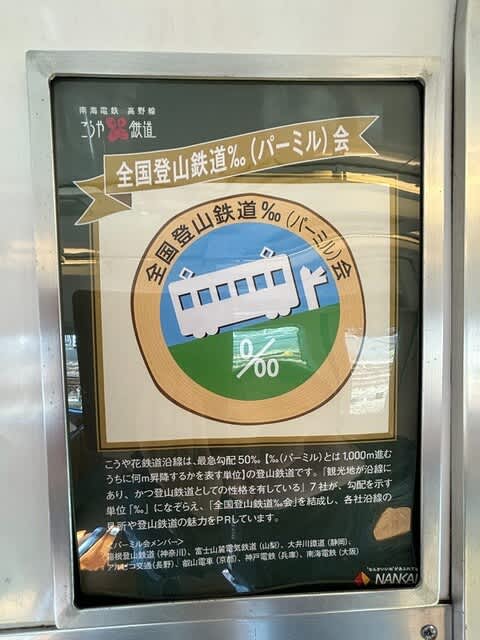 南海電鉄 高野線
こうや 鉄道
全国登山鉄道‰(パーミル)会
全国登山鉄道‰(パーミル)会
‰
こうや花鉄道沿線は、最急勾配50‰【‰(パーミル)とは1,000m進む
うちに何m昇降するかを表す単位】の登山鉄道です。「観光地が沿線に
あり、かつ登山鉄道としての性格を有している」7社が、勾配を示す
単位「‰」になぞらえ、「全国登山鉄道‰会」を結成し、各社沿線の
見所や登山鉄道の魅力をPRしています。
<パーミル会メンバー>
箱根登山鉄道(神奈川)、富士山麓電気鉄道(山梨)、大井川鐵道(静岡)、
アルピコ交通(長野)、叡山電車(京都)、神戸電鉄(兵庫)、南海電鉄(大阪)
NANKAI